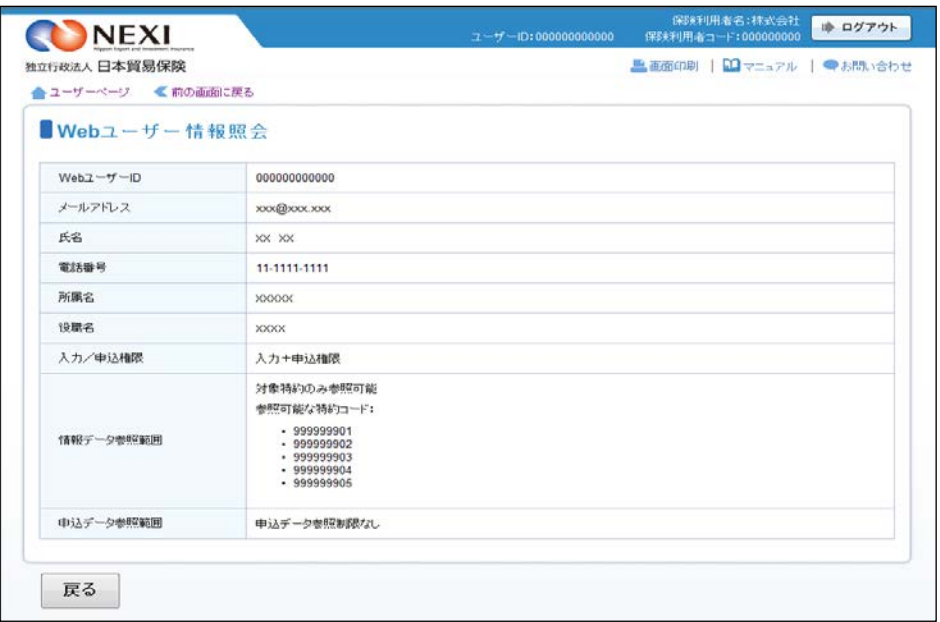 NEXI
Nippon Export and Investment Insurance
独立行政法人 日本貿易保険
ユーザーID:000000000000
保険利用者名:株式会社
保険利用者コード:000000000
ログアウト
画面印刷 | マニュアル | お問い合わせ
ユーザーページ 前の画面に戻る
Webユーザー情報照会
WebユーザーID 000000000000
メールアドレス xxx@xxx.xxx
氏名 XX XX
電話番号 11-1111-1111
所属名 XXXXX
役職名 XXXX
入力/申込権限 入力+申込権限
情報データ参照範囲 対象特約のみ参照可能
参照可能な特約コード:
・999999901
・999999902
・999999903
・999999904
・999999905
申込データ参照範囲 申込データ参照制限なし
戻る